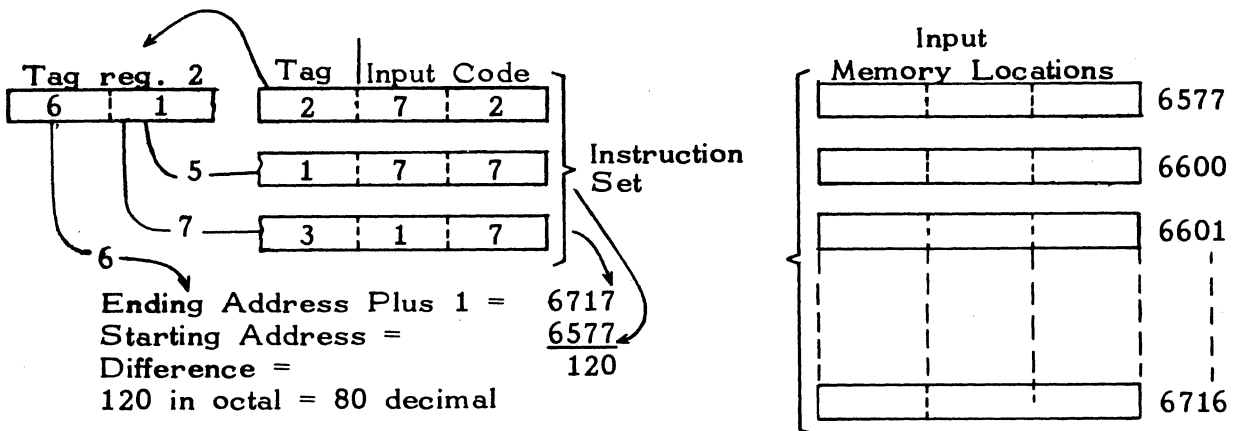 Tag reg. 2
6 1
Tag Input Code
2 7 2
5 1 7 7
7 3 1 7
6
Instruction
Set
Ending Address Plus 1 = 6717
Starting Address = 6577
Difference = 120
120 in octal = 80 decimal
Input
Memory Locations
6577
6600
6601
6716